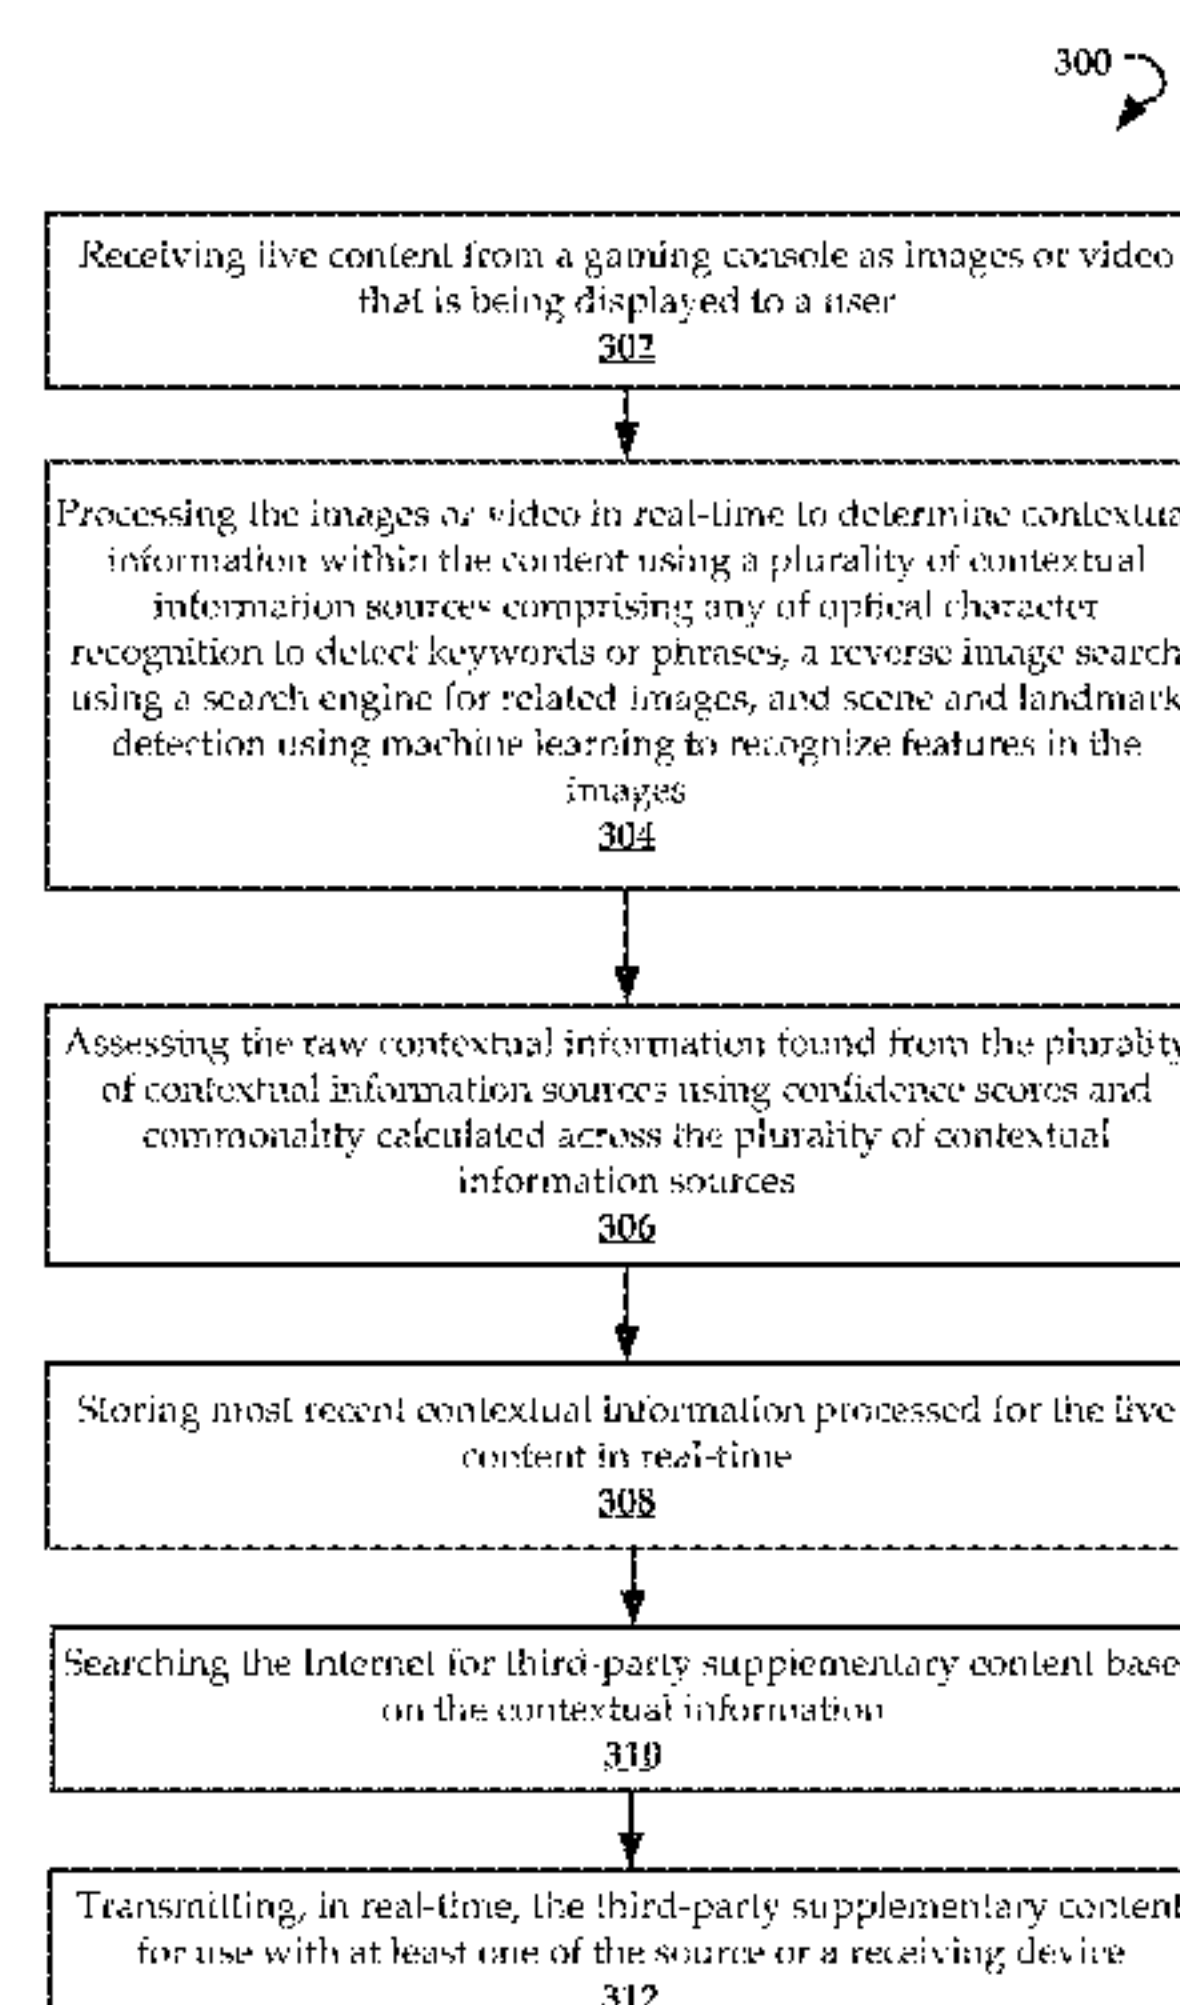 300
Receiving live content from a gaming console as images or video
that is being displayed to a user
302
Processing the images or video in real-time to determine contextua
information within the content using a plurality of contextual
information sources comprising any of optical character
recognition to detect keywords or phrases, a reverse image search
using a search engine for related images, and scene and landmark
detection using machine learning to recognize features in the
images
304
Assessing the raw contextual information found from the plurality
of contextual information sources using confidence scores and
commonality calculated across the plurality of contextual
information sources
306
Storing most recent contextual information processed for the live
content in real-time
308
Searching the Internet for third-party supplementary content base
on the contextual information
310
Transmitting, in real-time, the third-party supplementary content
for use with at least one of the source or a receiving device
312